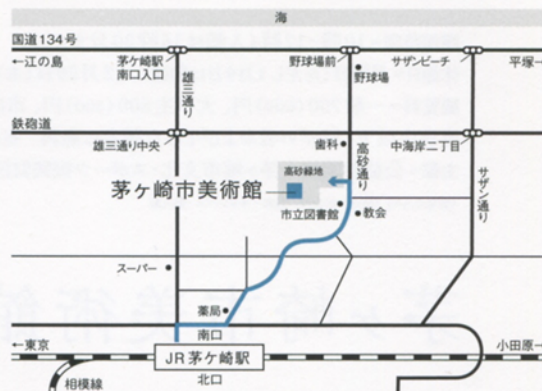 海
国道134号
←江の島
茅ケ崎駅
南口入口
雄三通り
野球場前
野球場
サザンビーチ
平塚→
鉄砲道
雄三通り中央
歯科
高砂通り
中海岸二丁目
サザン通り
高砂緑地
茅ヶ崎市美術館
市立図書館
教会
スーパー
薬局
南口
←東京
JR茅ケ崎駅
小田原→
北口
相模線